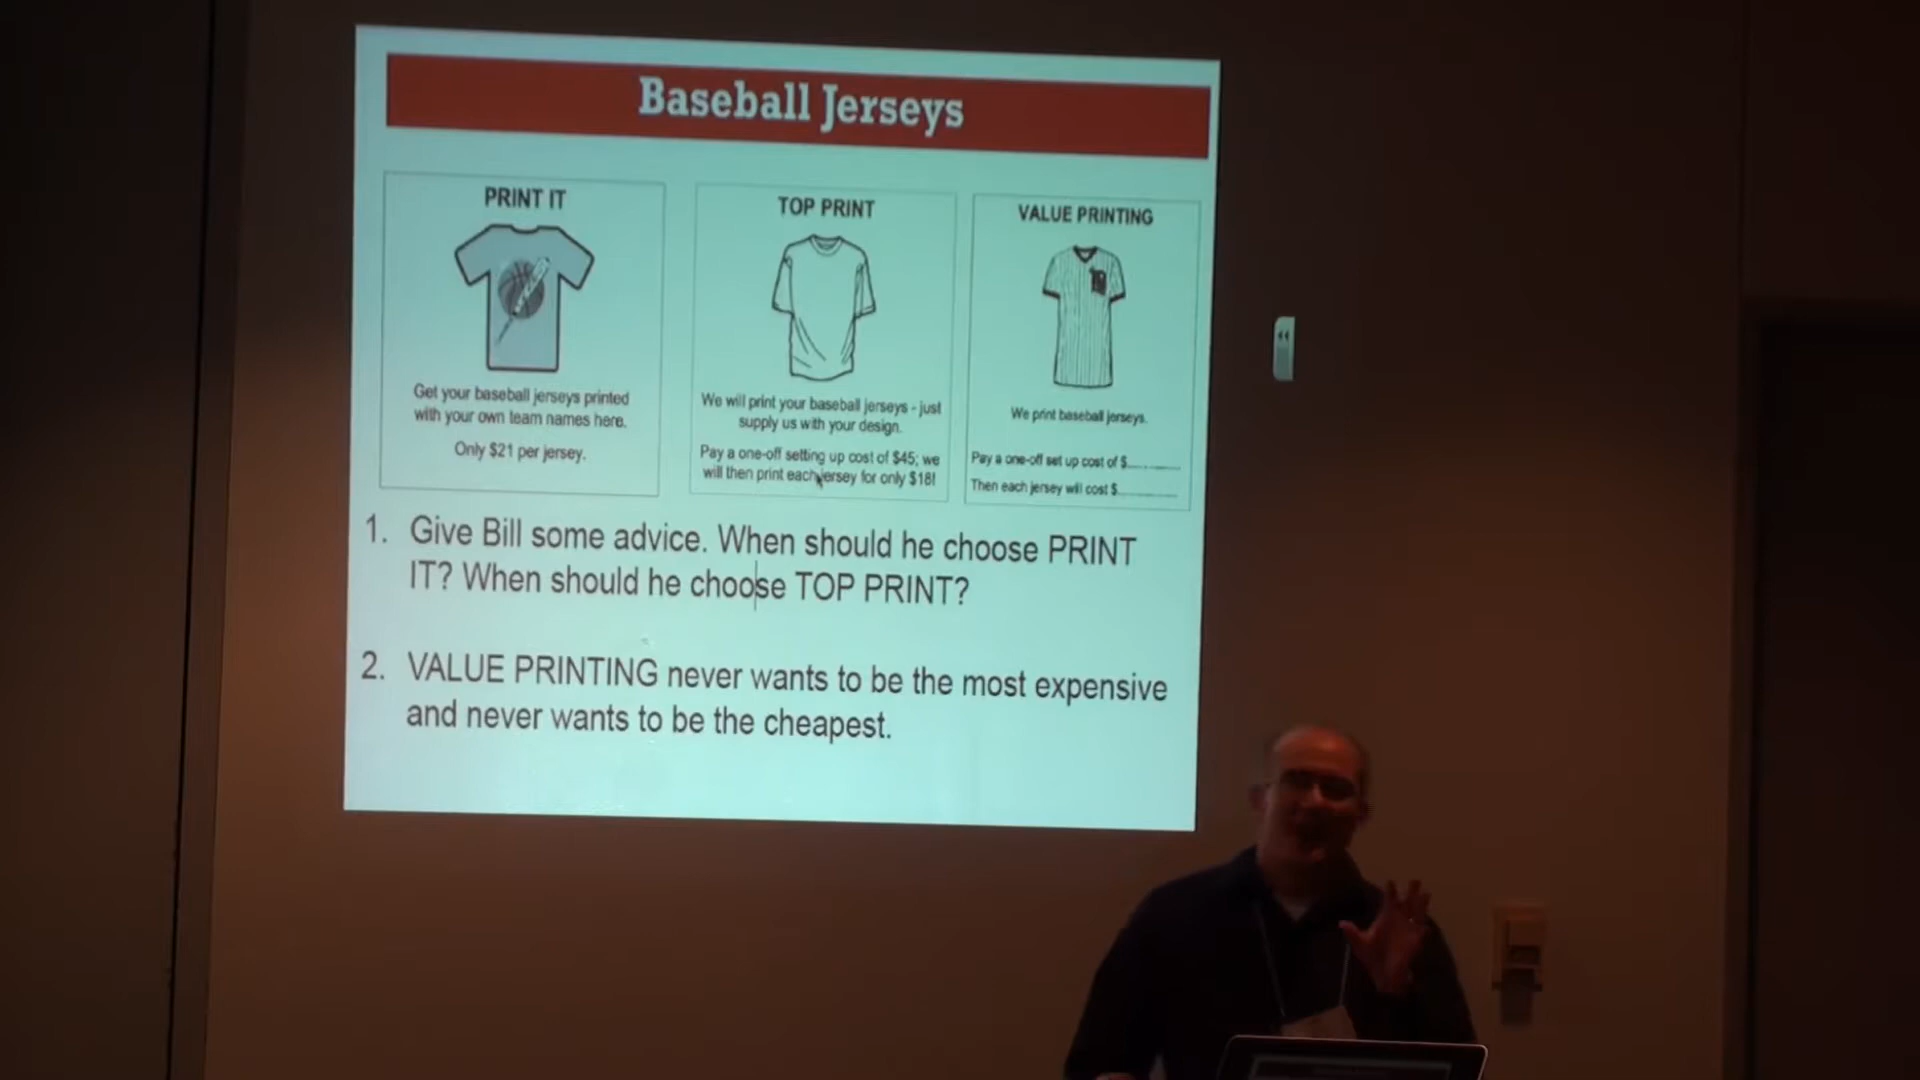 Baseball Jerseys
PRINT IT
Get your baseball jerseys printed
with your own team names here.
Only $21 per jersey.
TOP PRINT
We will print your baseball jerseys - just
supply us with your design.
Pay a one-off setting up cost of $45; we
will then print each jersey for only $18!
VALUE PRINTING
We print baseball jerseys.
Pay a one-off set up cost of $..............
Then each jersey will cost $..............
1. Give Bill some advice. When should he choose PRINT
IT? When should he choose TOP PRINT?
2. VALUE PRINTING never wants to be the most expensive
and never wants to be the cheapest.